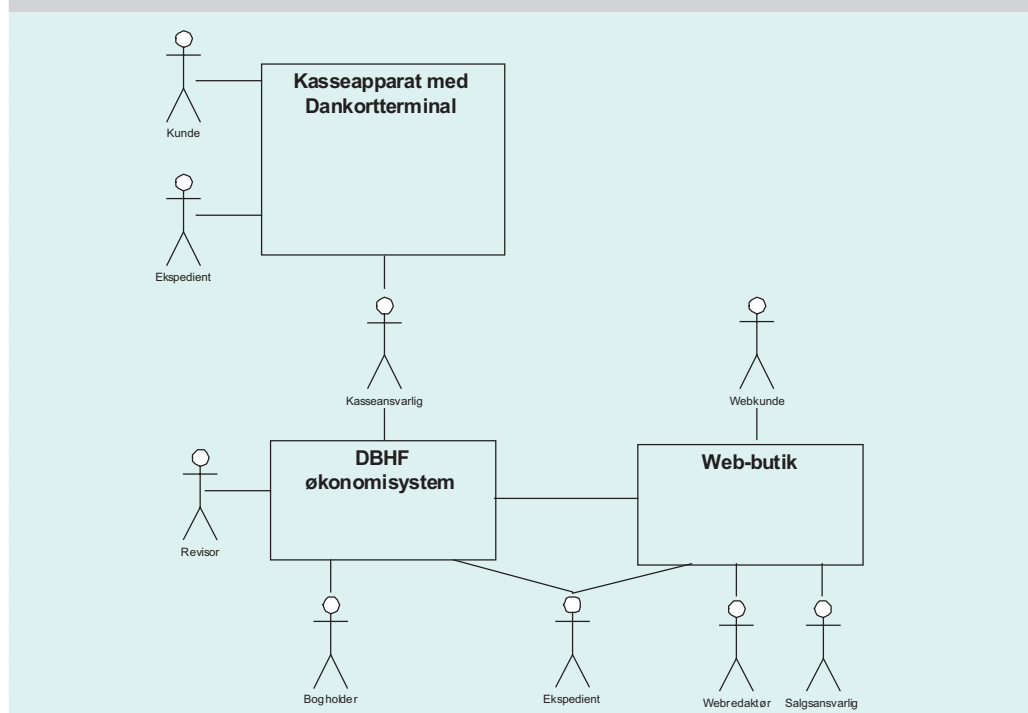 Kasseapparat med
Dankortterminal
Kunde
Ekspedient
Kasseansvarlig
Webkunde
DBHF
økonomisystem
Web-butik
Revisor
Bogholder
Ekspedient
Webredaktør
Salgsansvarlig